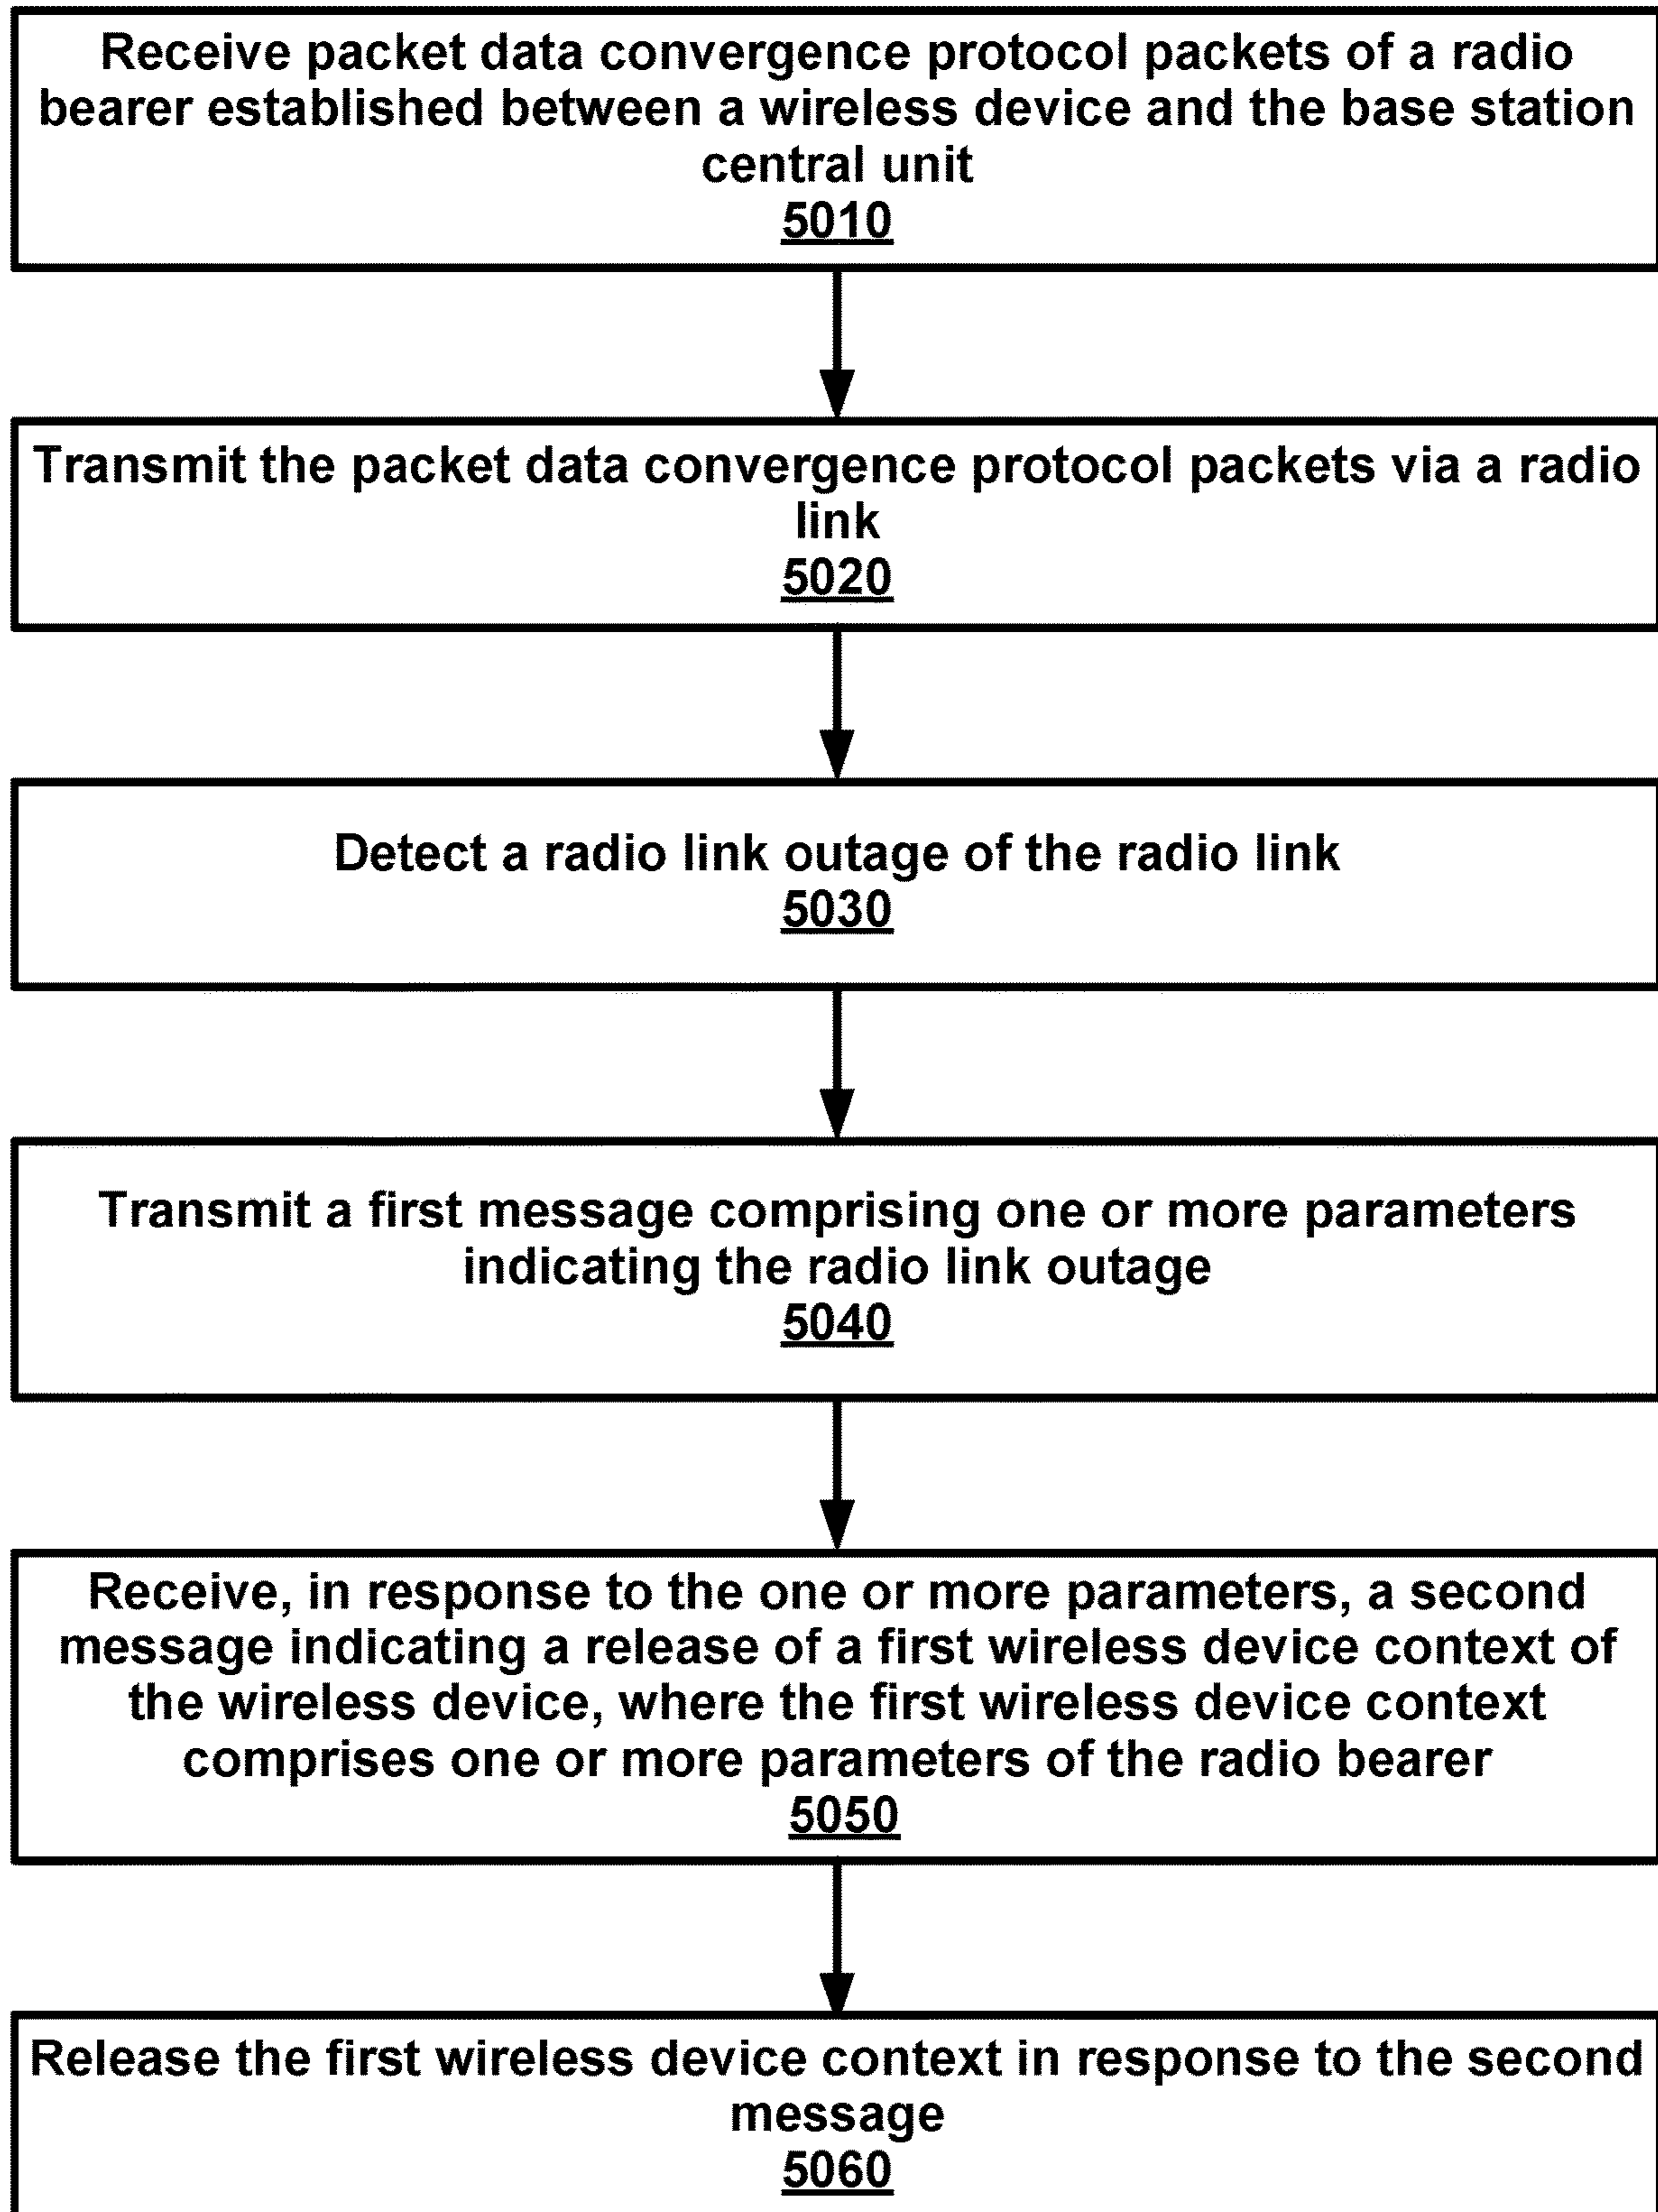 Receive packet data convergence protocol packets of a radio
bearer established between a wireless device and the base station
central unit
5010
Transmit the packet data convergence protocol packets via a radio
link
5020
Detect a radio link outage of the radio link
5030
Transmit a first message comprising one or more parameters
indicating the radio link outage
5040
Receive, in response to the one or more parameters, a second
message indicating a release of a first wireless device context of
the wireless device, where the first wireless device context
comprises one or more parameters of the radio bearer
5050
Release the first wireless device context in response to the second
message
5060